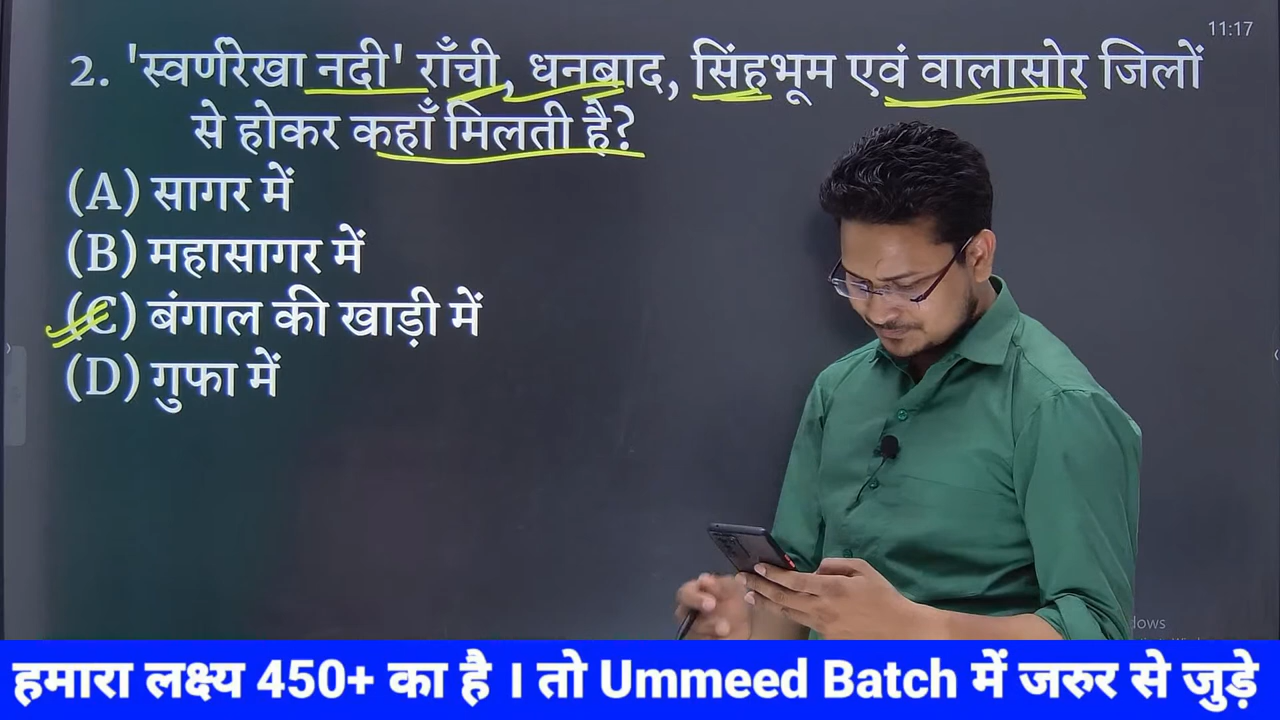 11:17
2. 'स्वर्णरेखा नदी' राँची, धनबाद, सिंहभूम एवं वालासोर जिलों
से होकर कहाँ मिलती है?
(A) सागर में
(B) महासागर में
(C) बंगाल की खाड़ी में
(D) गुफा में
हमारा लक्ष्य 450+ का है । तो Ummeed Batch में जरुर से जुड़े